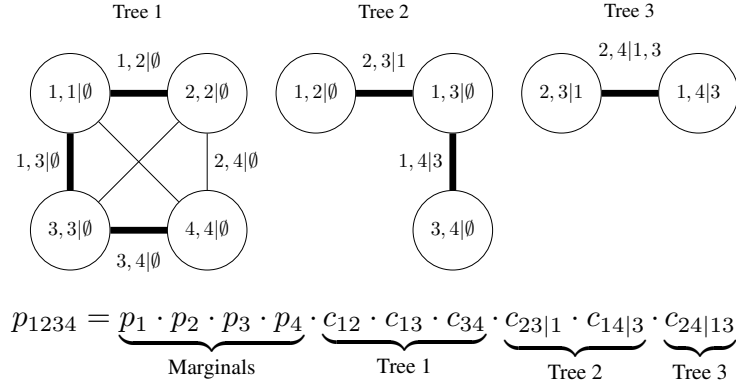 Tree 1 Tree 2 Tree 3
1, 2|∅ 2, 3|1 2, 4|1, 3
1, 1|∅ 2, 2|∅ 1, 2|∅ 1, 3|∅ 2, 3|1 1, 4|3
1, 3|∅ 2, 4|∅ 1, 4|3
3, 3|∅ 4, 4|∅ 3, 4|∅
3, 4|∅
p₁₂₃₄ = p₁ · p₂ · p₃ · p₄ · c₁₂ · c₁₃ · c₃₄ · c₂₃|₁ · c₁₄|₃ · c₂₄|₁₃
Marginals Tree 1 Tree 2 Tree 3